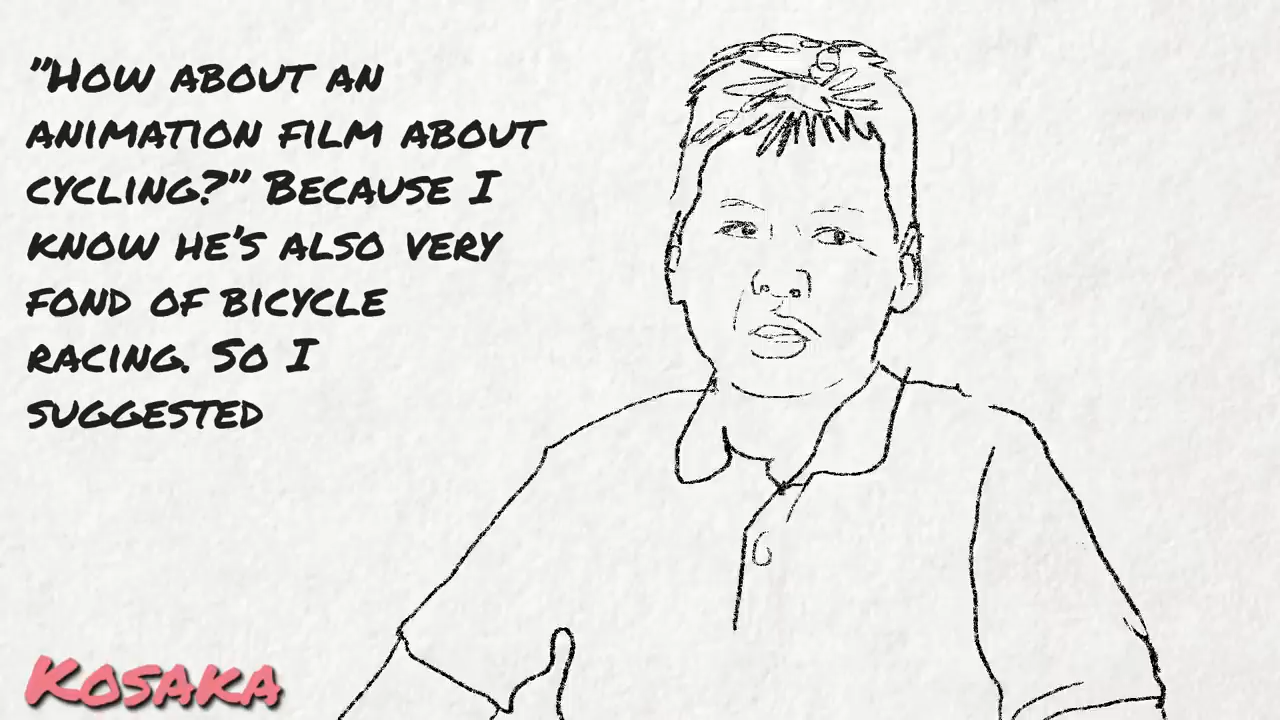 "How about an
animation film about
cycling?" Because I
know he's also very
fond of bicycle
racing. So I
suggested
Kosaka